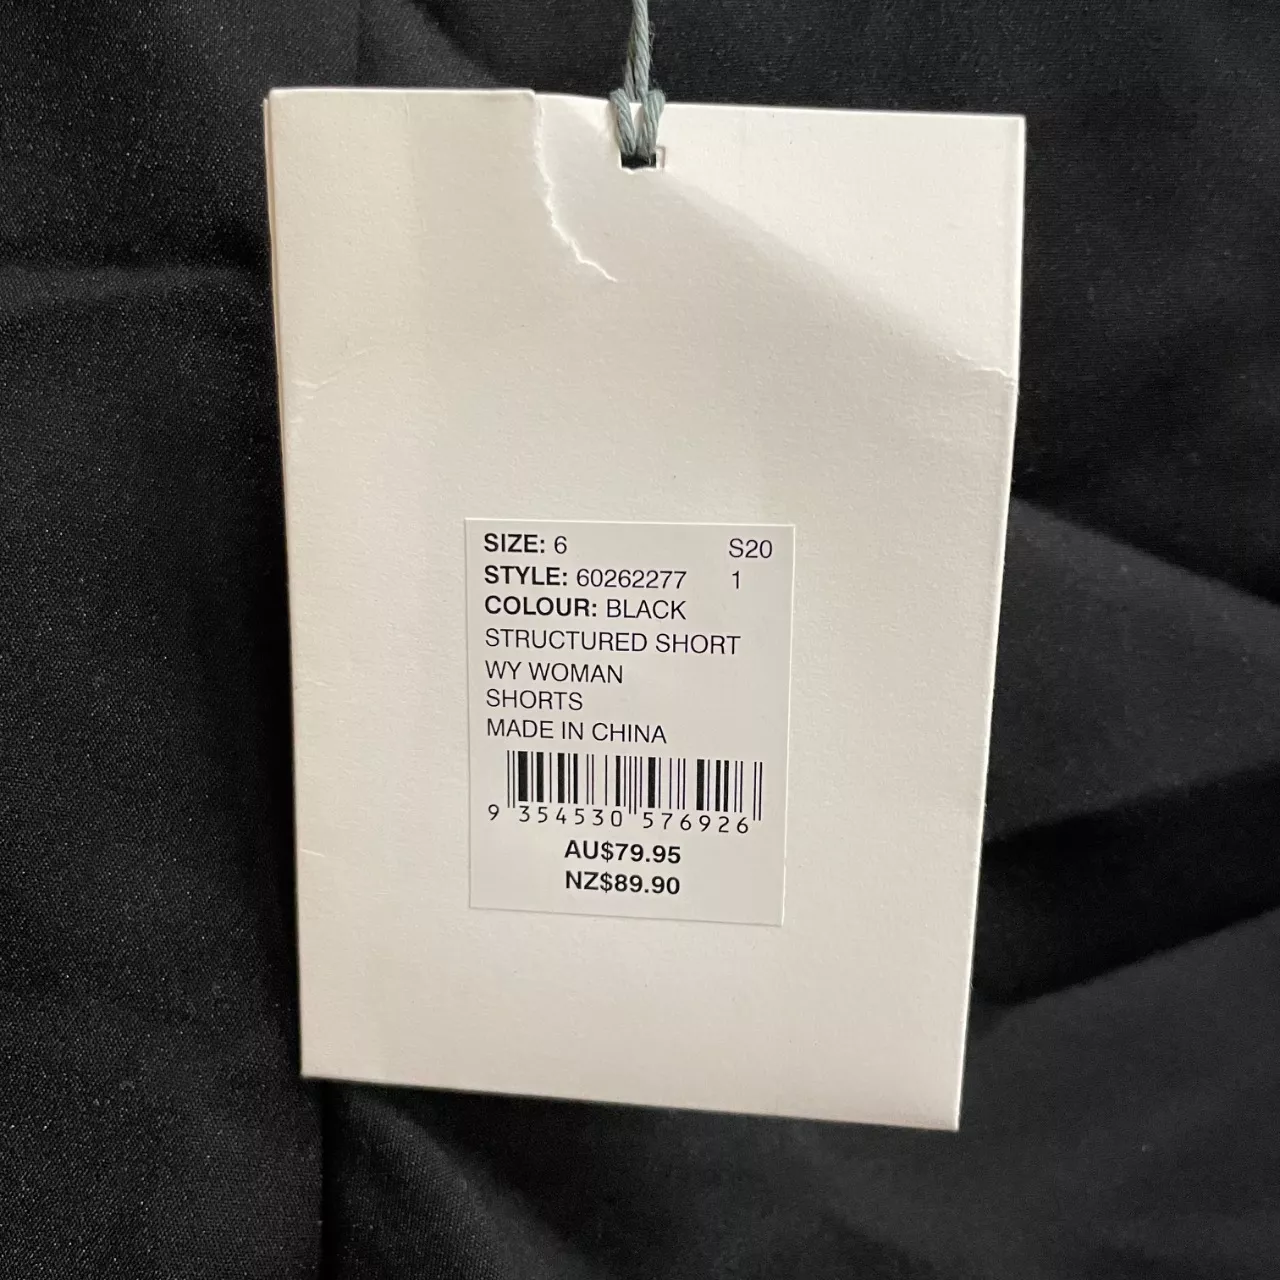 SIZE: 6 S20
STYLE: 60262277 1
COLOUR: BLACK
STRUCTURED SHORT
WY WOMAN
SHORTS
MADE IN CHINA
9 354530 576926
AU$79.95
NZ$89.90